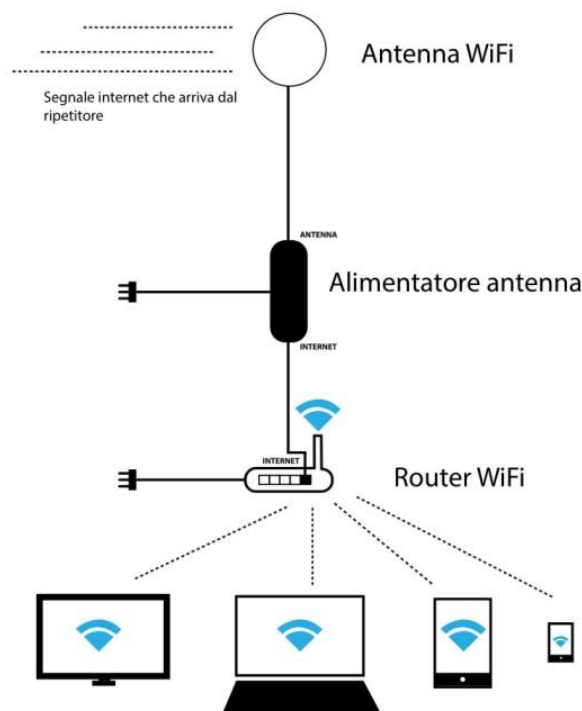 Antenna WiFi
Segnale internet che arriva dal
ripetitore
ANTENNA
Alimentatore antenna
INTERNET
INTERNET
Router WiFi